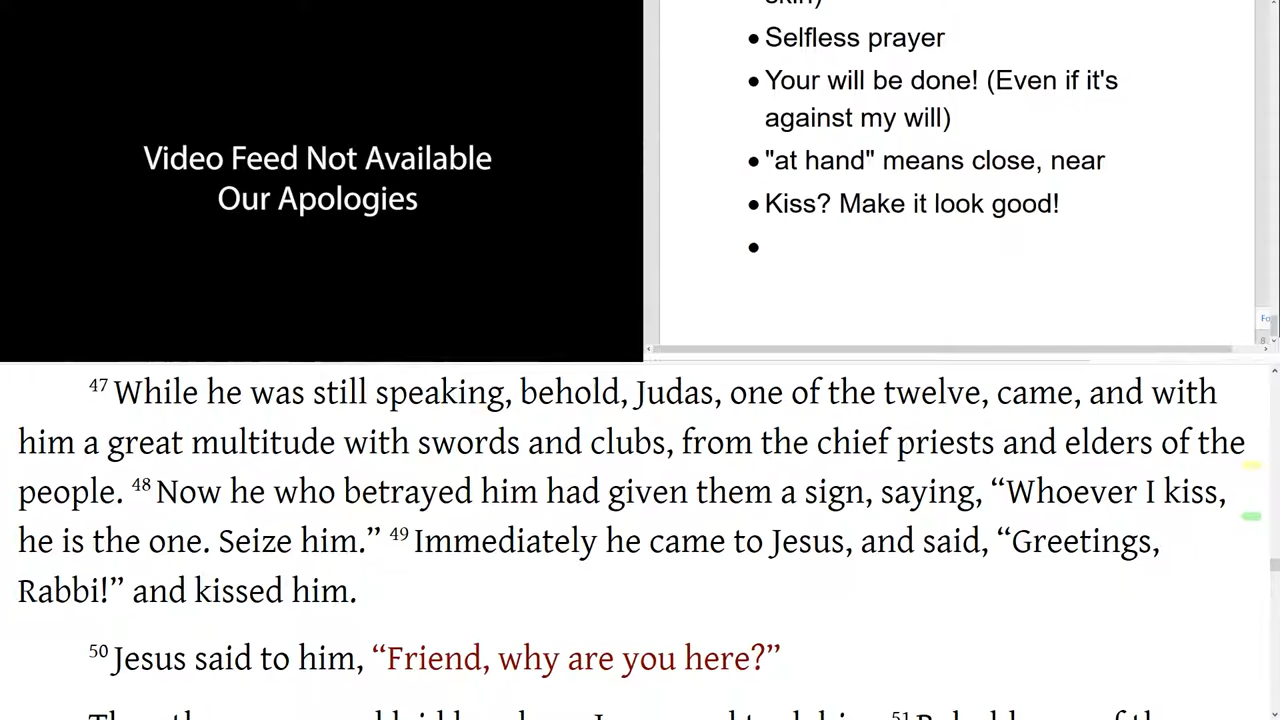 Video Feed Not Available
Our Apologies
skin)
• Selfless prayer
• Your will be done! (Even if it's
against my will)
• "at hand" means close, near
• Kiss? Make it look good!
•
Fo
8
47 While he was still speaking, behold, Judas, one of the twelve, came, and with
him a great multitude with swords and clubs, from the chief priests and elders of the
people. 48 Now he who betrayed him had given them a sign, saying, “Whoever I kiss,
he is the one. Seize him.” 49 Immediately he came to Jesus, and said, “Greetings,
Rabbi!” and kissed him.
50 Jesus said to him, “Friend, why are you here?”